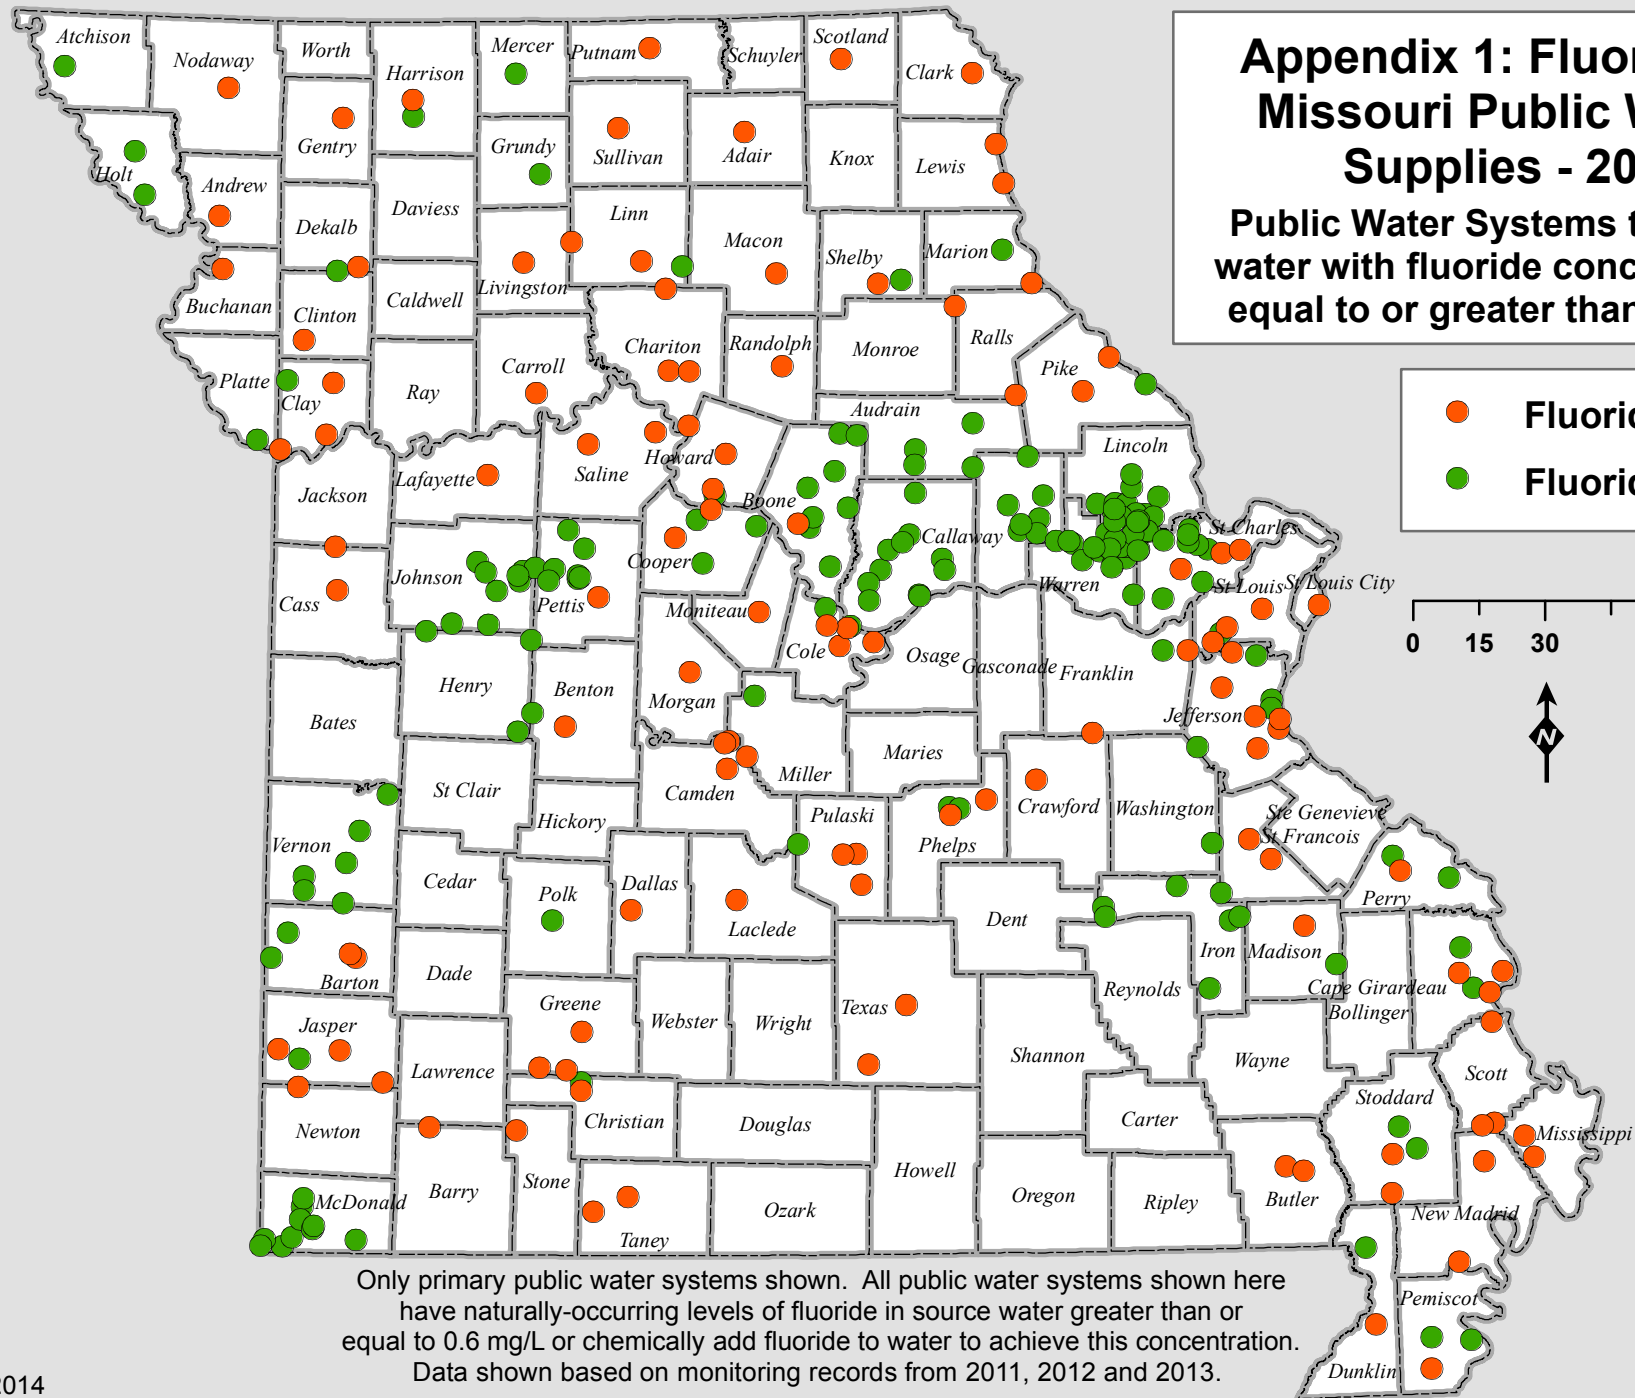 Appendix 1: Fluor
Missouri Public
Supplies - 20
Public Water Systems
water with fluoride conc
equal to or greater than
Fluorid
Fluorid
0 15 30
N
Atchison
Nodaway
Worth
Harrison
Mercer
Putnam
Schuyler
Scotland
Clark
Gentry
Holt
Andrew
Dekalb
Daviess
Grundy
Sullivan
Adair
Knox
Lewis
Linn
Macon
Shelby
Marion
Buchanan
Clinton
Caldwell
Livingston
Chariton
Randolph
Monroe
Ralls
Pike
Platte
Clay
Ray
Carroll
Audrain
Lincoln
Jackson
Lafayette
Saline
Howard
Boone
Callaway
St Charles
Cass
Johnson
Pettis
Cooper
Moniteau
Cole
Osage
Gasconade
Warren
Franklin
St Louis
St Louis City
Bates
Henry
Benton
Morgan
Miller
Maries
Jefferson
Vernon
St Clair
Hickory
Camden
Pulaski
Phelps
Crawford
Washington
Ste Genevieve
St Francois
Cedar
Polk
Dallas
Laclede
Dent
Iron
Madison
Perry
Barton
Dade
Greene
Webster
Wright
Texas
Shannon
Reynolds
Cape Girardeau
Bollinger
Jasper
Lawrence
Christian
Douglas
Howell
Carter
Wayne
Stoddard
Scott
Mississippi
Newton
Barry
Stone
Taney
Ozark
Oregon
Ripley
Butler
New Madrid
McDonald
Pemiscot
Dunklin
Only primary public water systems shown. All public water systems shown here
have naturally-occurring levels of fluoride in source water greater than or
equal to 0.6 mg/L or chemically add fluoride to water to achieve this concentration.
Data shown based on monitoring records from 2011, 2012 and 2013.
2014